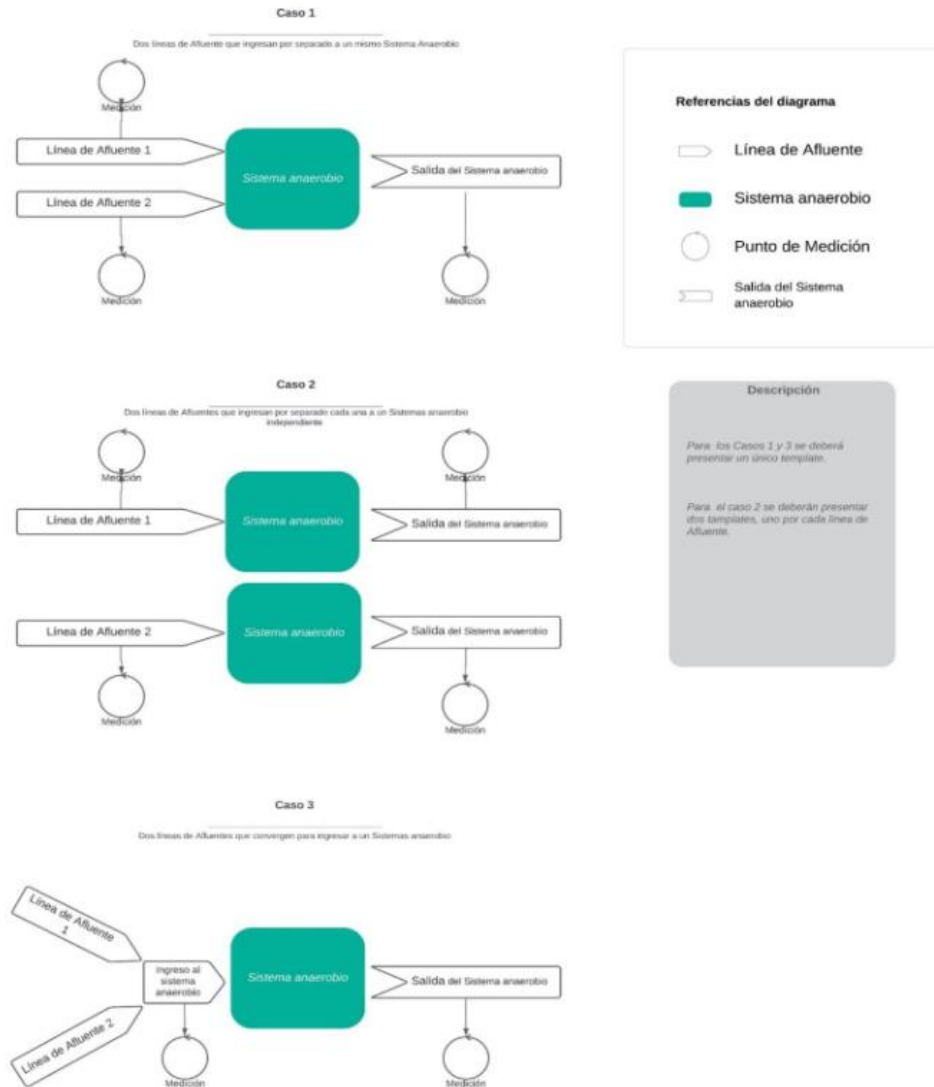 Caso 1
Dos líneas de Afluente que ingresan por separado a un mismo Sistema Anaerobio
Medición
Línea de Afluente 1
Línea de Afluente 2
Sistema anaerobio
Salida del Sistema anaerobio
Medición
Medición
Referencias del diagrama
Línea de Afluente
Sistema anaerobio
Punto de Medición
Salida del Sistema
anaerobio
Caso 2
Dos líneas de Afluentes que ingresan por separado cada una a un Sistemas anaerobio
independiente
Medición
Medición
Línea de Afluente 1
Sistema anaerobio
Salida del Sistema anaerobio
Línea de Afluente 2
Sistema anaerobio
Salida del Sistema anaerobio
Medición
Medición
Descripción
Para los Casos 1 y 3 se deberá
presentar un único template.
Para el caso 2 se deberán presentar
dos tamplates, uno por cada línea de
Afluente.
Caso 3
Dos líneas de Afluentes que convergen para ingresar a un Sistemas anaerobio
Línea de Afluente
1
Línea de Afluente 2
Ingreso al
sistema
anaerobio
Sistema anaerobio
Salida del Sistema anaerobio
Medición
Medición